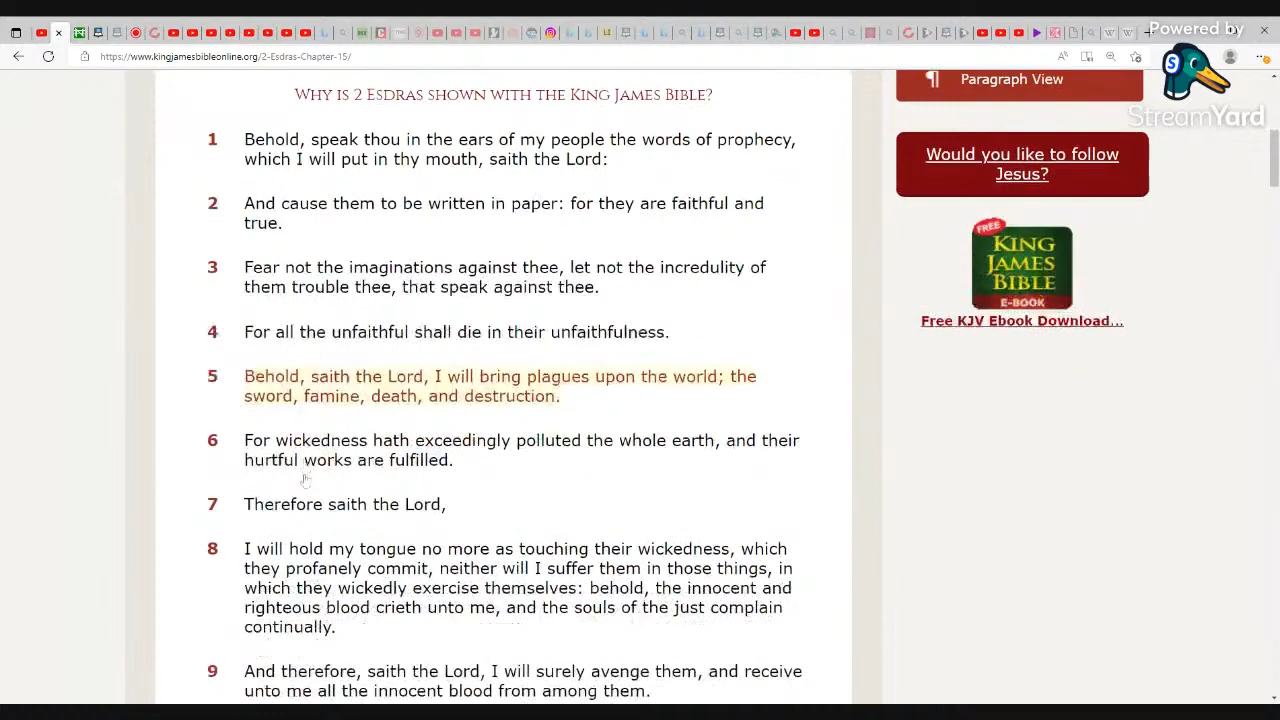 Powered by
StreamYard
https://www.kingjamesbibleonline.org/2-Esdras-Chapter-15/
Why is 2 Esdras shown with the King James Bible?
Paragraph View
1 Behold, speak thou in the ears of my people the words of prophecy,
which I will put in thy mouth, saith the Lord:
2 And cause them to be written in paper: for they are faithful and
true.
3 Fear not the imaginations against thee, let not the incredulity of
them trouble thee, that speak against thee.
4 For all the unfaithful shall die in their unfaithfulness.
5 Behold, saith the Lord, I will bring plagues upon the world; the
sword, famine, death, and destruction.
6 For wickedness hath exceedingly polluted the whole earth, and their
hurtful works are fulfilled.
7 Therefore saith the Lord,
8 I will hold my tongue no more as touching their wickedness, which
they profanely commit, neither will I suffer them in those things, in
which they wickedly exercise themselves: behold, the innocent and
righteous blood crieth unto me, and the souls of the just complain
continually.
9 And therefore, saith the Lord, I will surely avenge them, and receive
unto me all the innocent blood from among them.
Would you like to follow
Jesus?
FREE
KING
JAMES
BIBLE
E-BOOK
Free KJV Ebook Download...